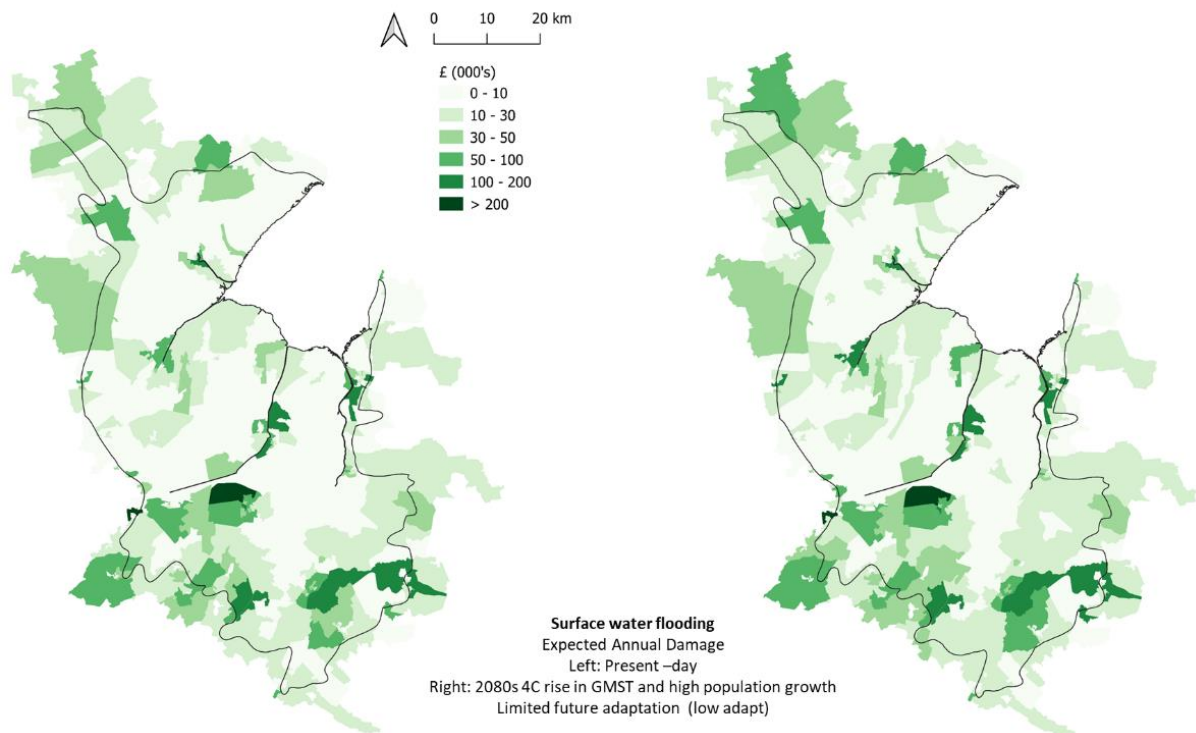 0 10 20 km
£ (000's)
0 - 10
10 - 30
30 - 50
50 - 100
100 - 200
> 200
Surface water flooding
Expected Annual Damage
Left: Present –day
Right: 2080s 4C rise in GMST and high population growth
Limited future adaptation (low adapt)